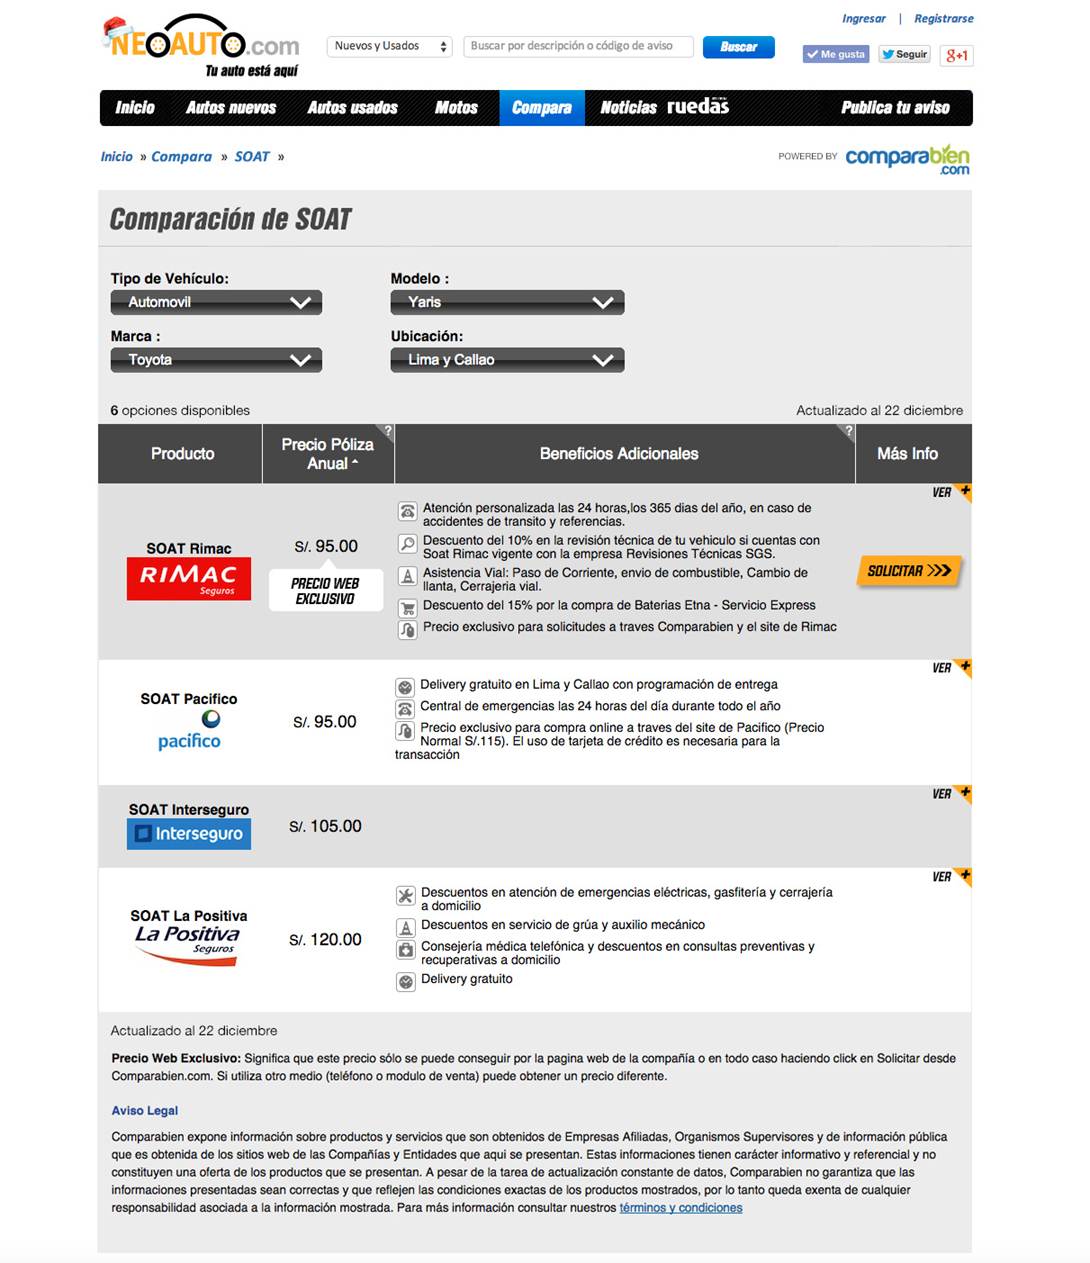 NEOAUTO.com
Tu auto está aquí
Nuevos y Usados
Buscar por descripción o código de aviso
Buscar
Ingresar | Registrarse
Me gusta
Seguir
g+1
Inicio
Autos nuevos
Autos usados
Motos
Compara
Noticias ruedas
Publica tu aviso
Inicio » Compara » SOAT »
POWERED BY comparabien.com
Comparación de SOAT
Tipo de Vehículo:
Automovil
Modelo :
Yaris
Marca :
Toyota
Ubicación:
Lima y Callao
6 opciones disponibles
Actualizado al 22 diciembre
Producto
Precio Póliza
Anual
?
Beneficios Adicionales
?
Más Info
VER +
SOAT Rimac
RIMAC
Seguros
S/. 95.00
PRECIO WEB
EXCLUSIVO
Atención personalizada las 24 horas,los 365 dias del año, en caso de
accidentes de transito y referencias.
Descuento del 10% en la revisión técnica de tu vehiculo si cuentas con
Soat Rimac vigente con la empresa Revisiones Técnicas SGS.
Asistencia Vial: Paso de Corriente, envio de combustible, Cambio de
llanta, Cerrajeria vial.
Descuento del 15% por la compra de Baterias Etna - Servicio Express
Precio exclusivo para solicitudes a traves Comparabien y el site de Rimac
SOLICITAR >>>
VER +
SOAT Pacifico
pacífico
S/. 95.00
Delivery gratuito en Lima y Callao con programación de entrega
Central de emergencias las 24 horas del día durante todo el año
Precio exclusivo para compra online a traves del site de Pacifico (Precio
Normal S/.115). El uso de tarjeta de crédito es necesaria para la
transacción
VER +
SOAT Interseguro
Interseguro
S/. 105.00
VER +
SOAT La Positiva
La Positiva
Seguros
S/. 120.00
Descuentos en atención de emergencias eléctricas, gasfitería y cerrajería
a domicilio
Descuentos en servicio de grúa y auxilio mecánico
Consejería médica telefónica y descuentos en consultas preventivas y
recuperativas a domicilio
Delivery gratuito
Actualizado al 22 diciembre
Precio Web Exclusivo: Significa que este precio sólo se puede conseguir por la pagina web de la compañía o en todo caso haciendo click en Solicitar desde
Comparabien.com. Si utiliza otro medio (teléfono o modulo de venta) puede obtener un precio diferente.
Aviso Legal
Comparabien expone información sobre productos y servicios que son obtenidos de Empresas Afiliadas, Organismos Supervisores y de información pública
que es obtenida de los sitios web de las Compañías y Entidades que aqui se presentan. Estas informaciones tienen carácter informativo y referencial y no
constituyen una oferta de los productos que se presentan. A pesar de la tarea de actualización constante de datos, Comparabien no garantiza que las
informaciones presentadas sean correctas y que reflejen las condiciones exactas de los productos mostrados, por lo tanto queda exenta de cualquier
responsabilidad asociada a la información mostrada. Para más información consultar nuestros términos y condiciones